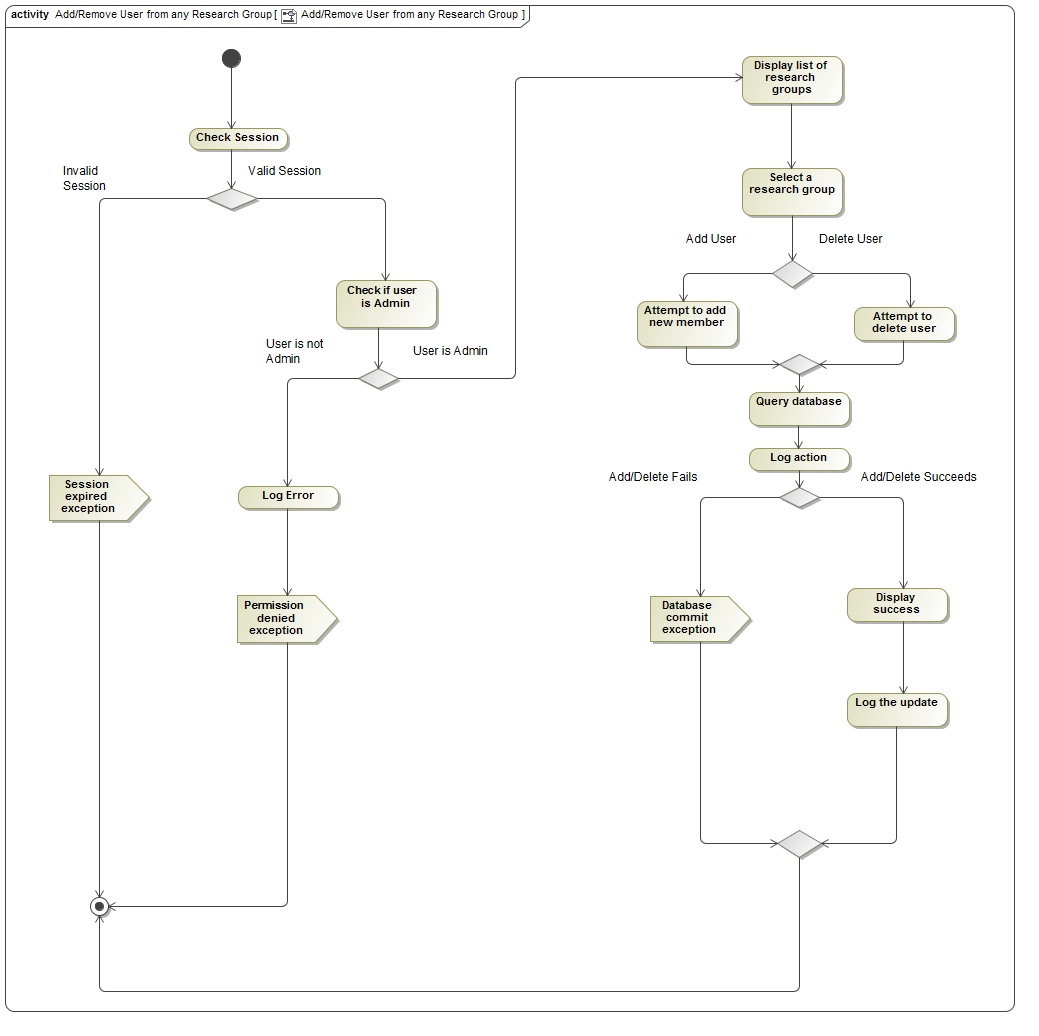 activity Add/Remove User from any Research Group [ Add/Remove User from any Research Group ]
Check Session
Invalid
Session
Valid Session
Check if user
is Admin
User is not
Admin
User is Admin
Session
expired
exception
Log Error
Permission
denied
exception
Display list of
research
groups
Select a
research group
Add User
Delete User
Attempt to add
new member
Attempt to
delete user
Query database
Log action
Add/Delete Fails
Add/Delete Succeeds
Database
commit
exception
Display
success
Log the update